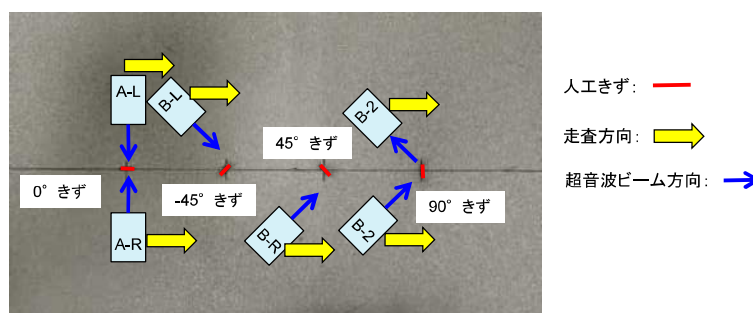 A-L
B-L
B-2
45° きず
0° きず
-45° きず
90° きず
A-R
B-R
B-2
人工きず:
走査方向:
超音波ビーム方向: